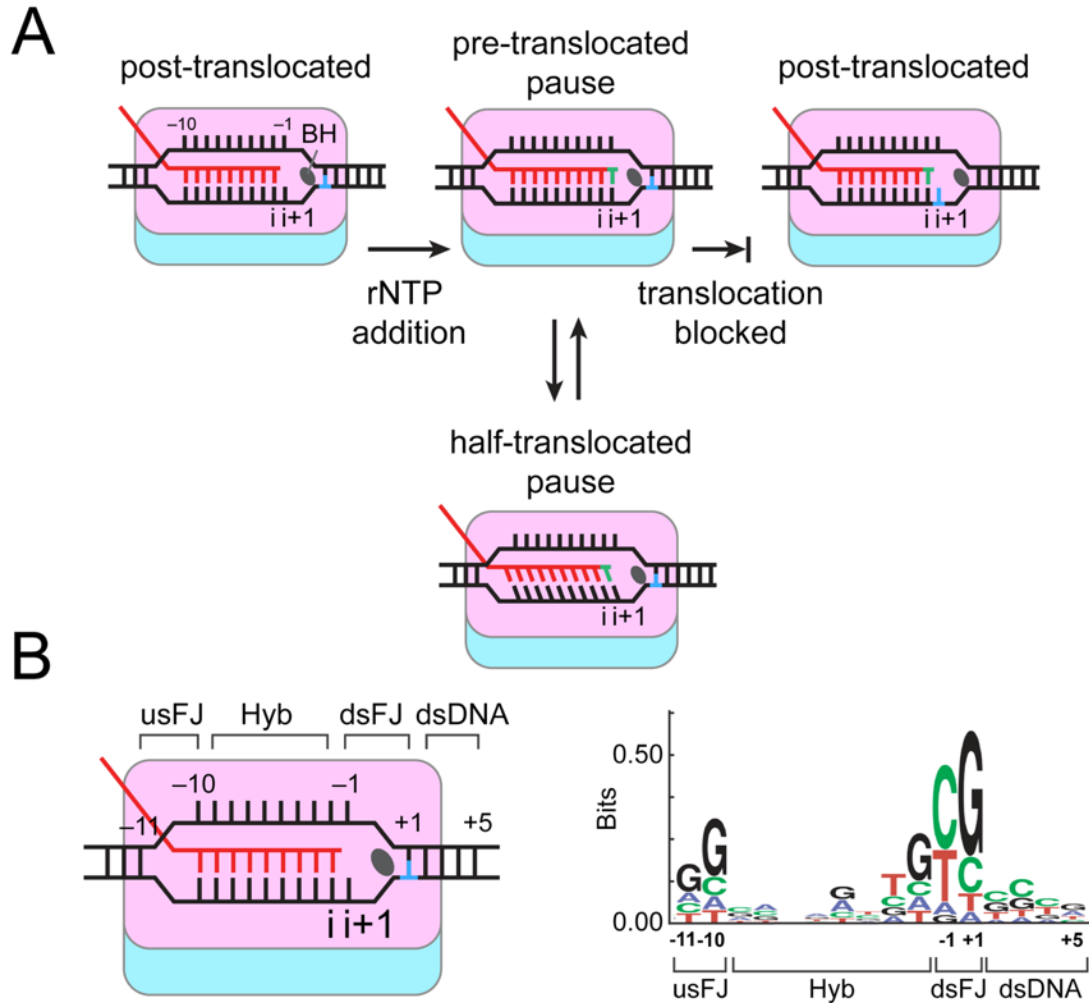 A
post-translocated
pre-translocated
pause
post-translocated
–10
–1
BH
i i+1
i i+1
i i+1
rNTP
addition
translocation
blocked
half-translocated
pause
i i+1
B
usFJ
Hyb
dsFJ
dsDNA
–10
–1
–11
+1
+5
i i+1
Bits
0.50
0.00
G
A
C
T
G
C
A
T
G
A
T
C
G
C
A
T
C
T
A
G
G
C
T
A
-11
-10
-1
+1
+5
usFJ
Hyb
dsFJ
dsDNA